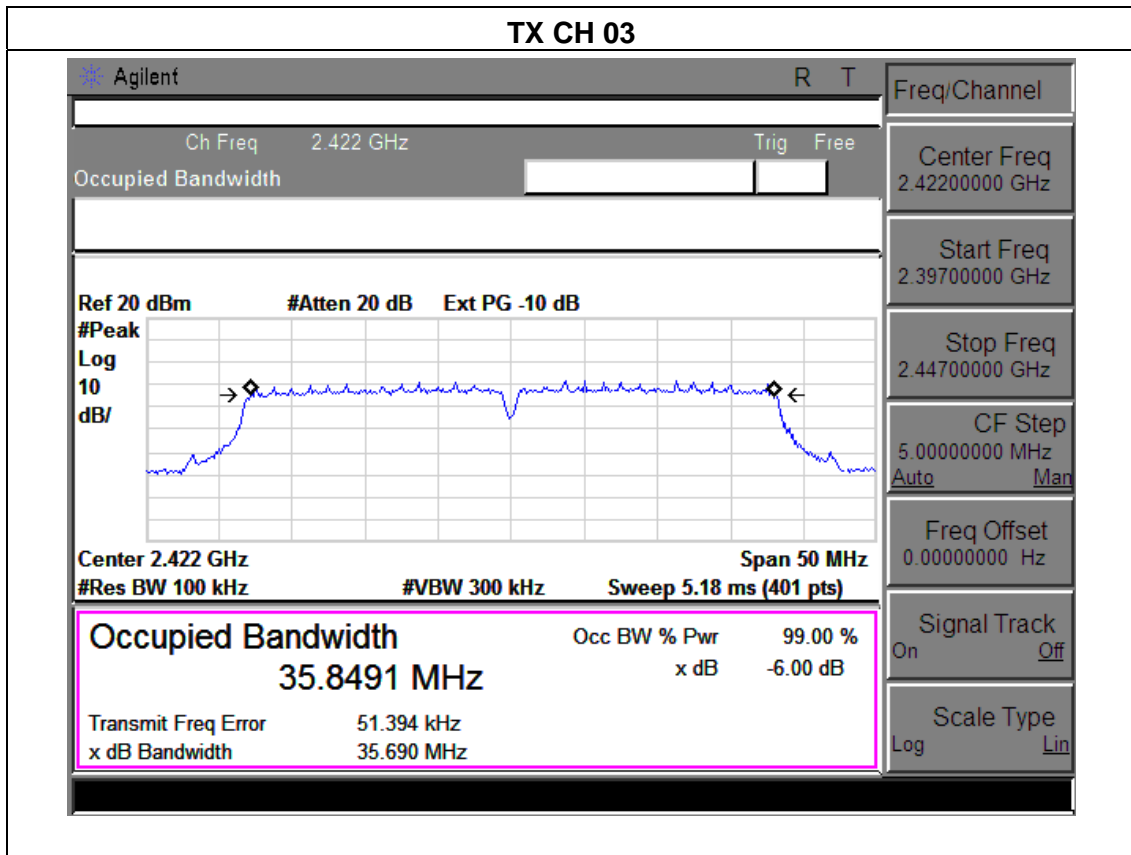 TX CH 03
Agilent R T
Ch Freq 2.422 GHz Trig Free
Occupied Bandwidth
Ref 20 dBm #Atten 20 dB Ext PG -10 dB
#Peak
Log
10
dB/
Center 2.422 GHz Span 50 MHz
#Res BW 100 kHz #VBW 300 kHz Sweep 5.18 ms (401 pts)
Occupied Bandwidth Occ BW % Pwr 99.00 %
35.8491 MHz x dB -6.00 dB
Transmit Freq Error 51.394 kHz
x dB Bandwidth 35.690 MHz
Freq/Channel
Center Freq
2.42200000 GHz
Start Freq
2.39700000 GHz
Stop Freq
2.44700000 GHz
CF Step
5.00000000 MHz
Auto Man
Freq Offset
0.00000000 Hz
Signal Track
On Off
Scale Type
Log Lin